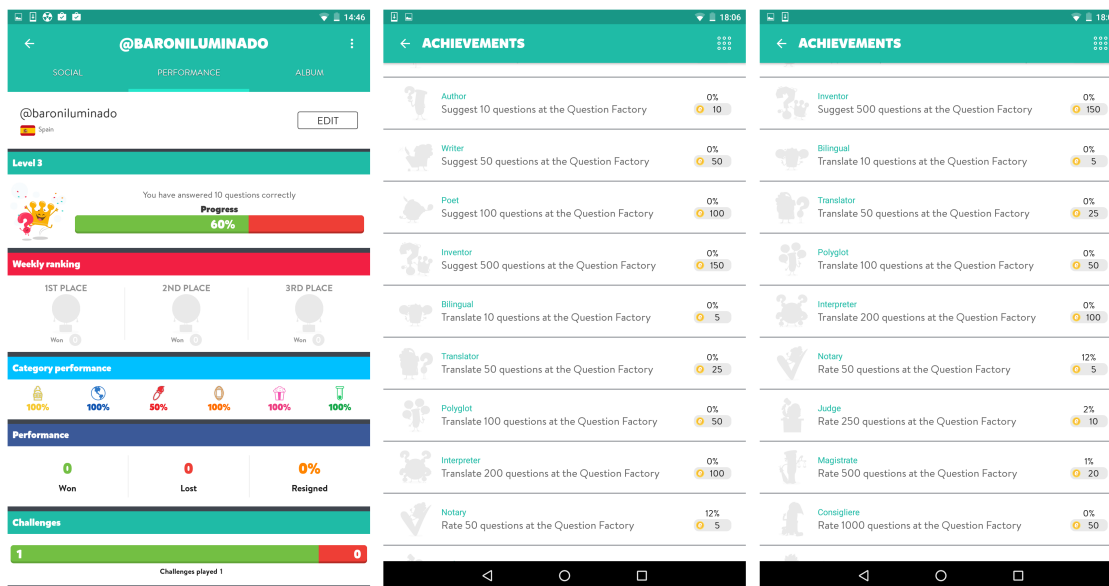 14:46
@BARONILUMINADO
SOCIAL PERFORMANCE ALBUM
@baroniluminado
Spain
EDIT
Level 3
You have answered 10 questions correctly
Progress
60%
Weekly ranking
1ST PLACE 2ND PLACE 3RD PLACE
Won 0 Won 0 Won 0
Category performance
100% 100% 50% 100% 100% 100%
Performance
0 0 0%
Won Lost Resigned
Challenges
1 0
Challenges played 1
18:06
ACHIEVEMENTS
Author 0%
Suggest 10 questions at the Question Factory 10
Writer 0%
Suggest 50 questions at the Question Factory 50
Poet 0%
Suggest 100 questions at the Question Factory 100
Inventor 0%
Suggest 500 questions at the Question Factory 150
Bilingual 0%
Translate 10 questions at the Question Factory 5
Translator 0%
Translate 50 questions at the Question Factory 25
Polyglot 0%
Translate 100 questions at the Question Factory 50
Interpreter 0%
Translate 200 questions at the Question Factory 100
Notary 12%
Rate 50 questions at the Question Factory 5
ACHIEVEMENTS
Inventor 0%
Suggest 500 questions at the Question Factory 150
Bilingual 0%
Translate 10 questions at the Question Factory 5
Translator 0%
Translate 50 questions at the Question Factory 25
Polyglot 0%
Translate 100 questions at the Question Factory 50
Interpreter 0%
Translate 200 questions at the Question Factory 100
Notary 12%
Rate 50 questions at the Question Factory 5
Judge 2%
Rate 250 questions at the Question Factory 10
Magistrate 1%
Rate 500 questions at the Question Factory 20
Consigliere 0%
Rate 1000 questions at the Question Factory 50